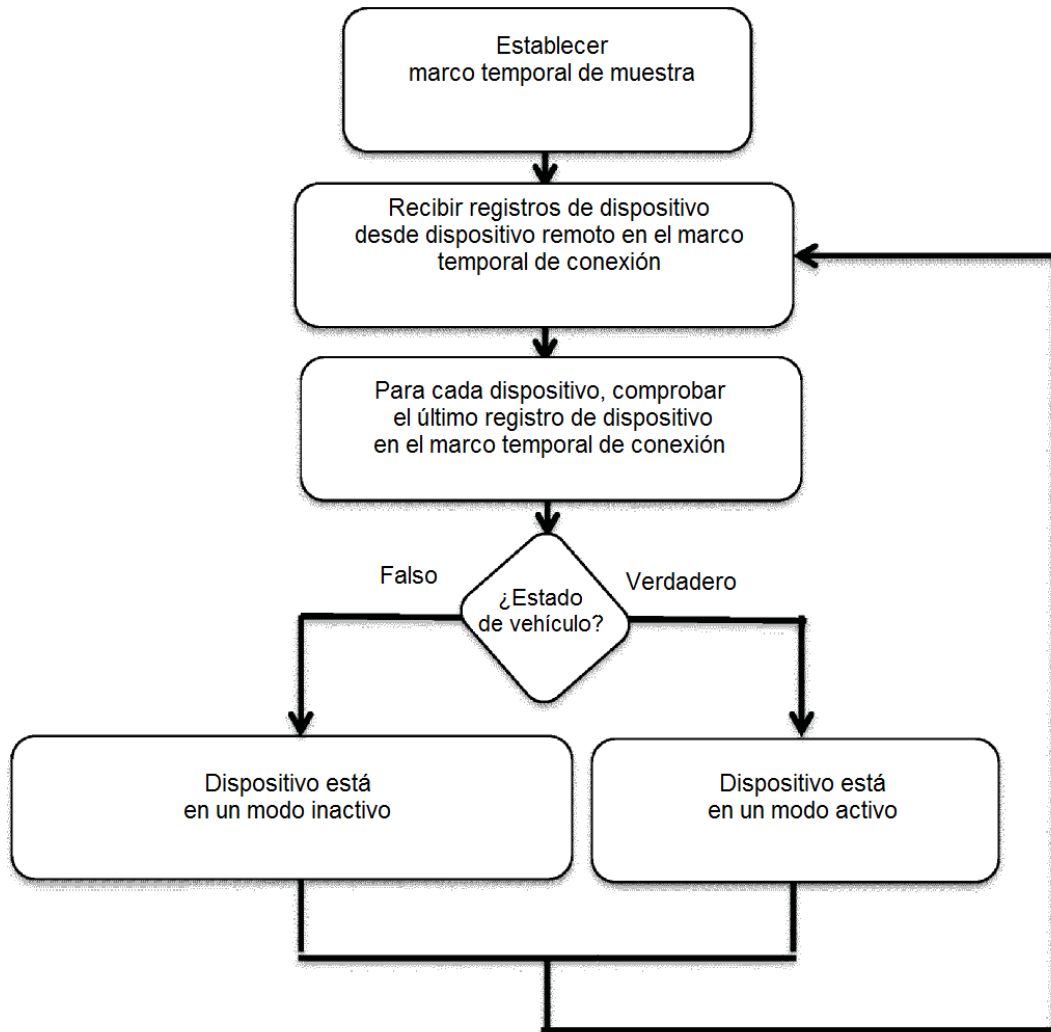 Establecer
marco temporal de muestra
Recibir registros de dispositivo
desde dispositivo remoto en el marco
temporal de conexión
Para cada dispositivo, comprobar
el último registro de dispositivo
en el marco temporal de conexión
Falso
Verdadero
¿Estado
de vehículo?
Dispositivo está
en un modo inactivo
Dispositivo está
en un modo activo